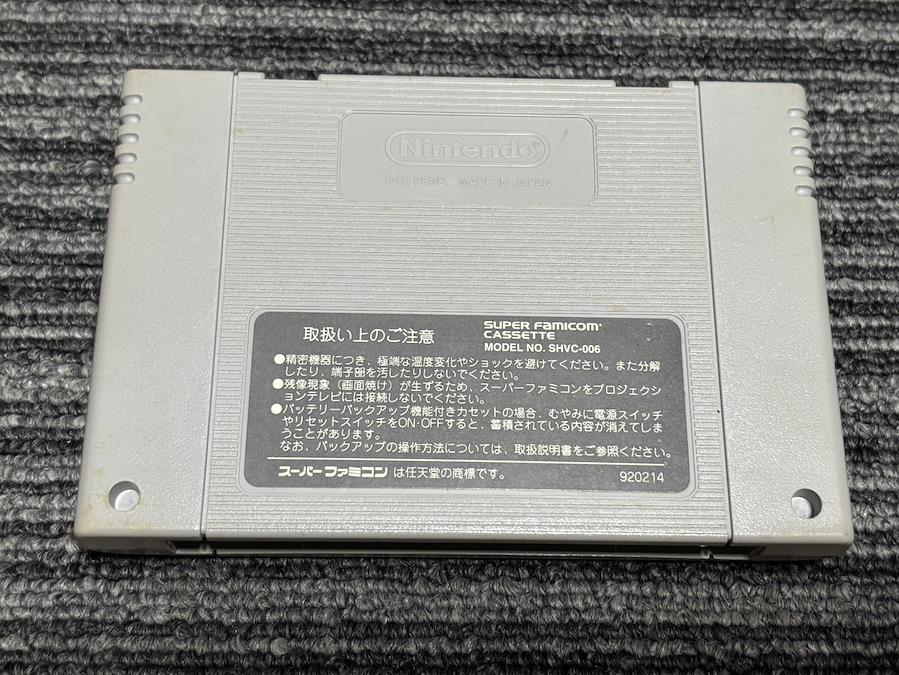 Nintendo®
PAT. PEND. MADE IN JAPAN
取扱い上のご注意
SUPER FAMICOM®
CASSETTE
MODEL NO. SHVC-006
●精密機器につき、極端な温度変化やショックを避けてください。また分解
したり、端子部を汚したりしないでください。
●残像現象（画面焼け）が生ずるため、スーパーファミコンをプロジェクシ
ョンテレビには接続しないでください。
●バッテリーバックアップ機能付きカセットの場合、むやみに電源スイッチ
やリセットスイッチをON·OFFすると、蓄積されている内容が消えてしま
うことがあります。
なお、バックアップの操作方法については、取扱説明書をご参照ください。
スーパーファミコン は任天堂の商標です。
920214